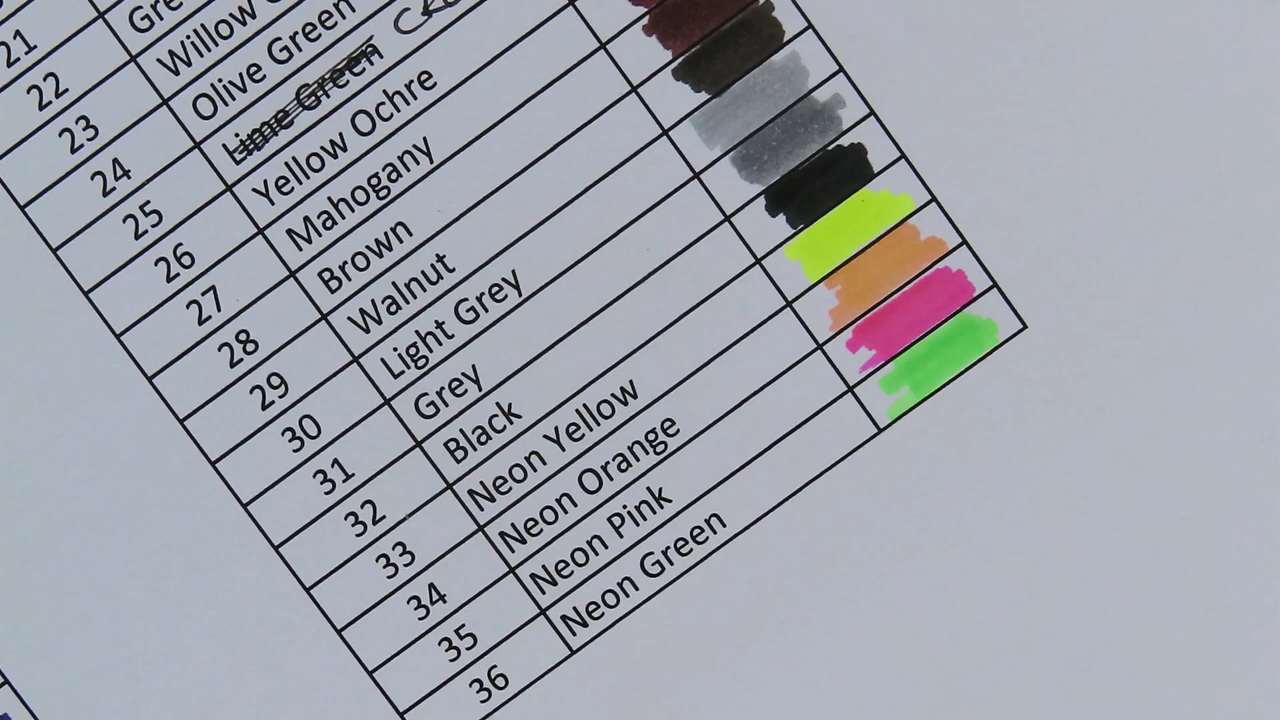 21
22
23 Willow
24 Olive Green
25 Lime Green
26 Yellow Ochre
27 Mahogany
28 Brown
29 Walnut
30 Light Grey
31 Grey
32 Black
33 Neon Yellow
34 Neon Orange
35 Neon Pink
36 Neon Green